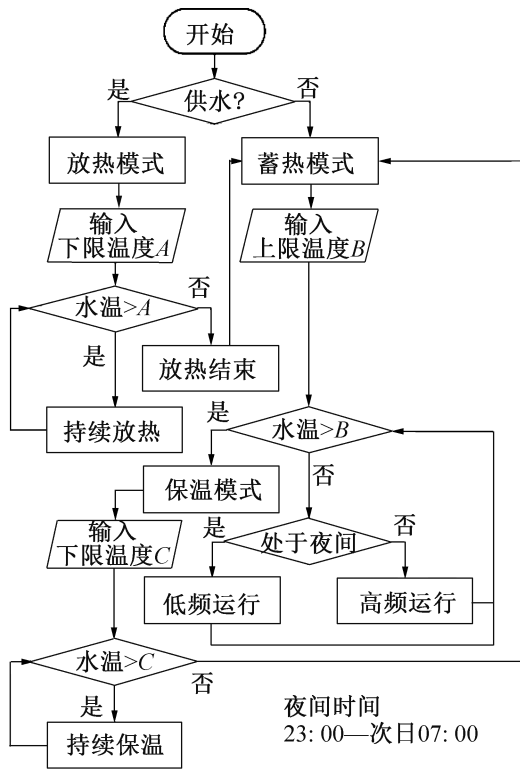 开始
供水?
是
否
放热模式
蓄热模式
输入
下限温度A
输入
上限温度B
水温>A
否
是
放热结束
持续放热
水温>B
是
否
保温模式
输入
下限温度C
处于夜间
是
否
低频运行
高频运行
水温>C
是
否
持续保温
夜间时间
23: 00—次日07: 00